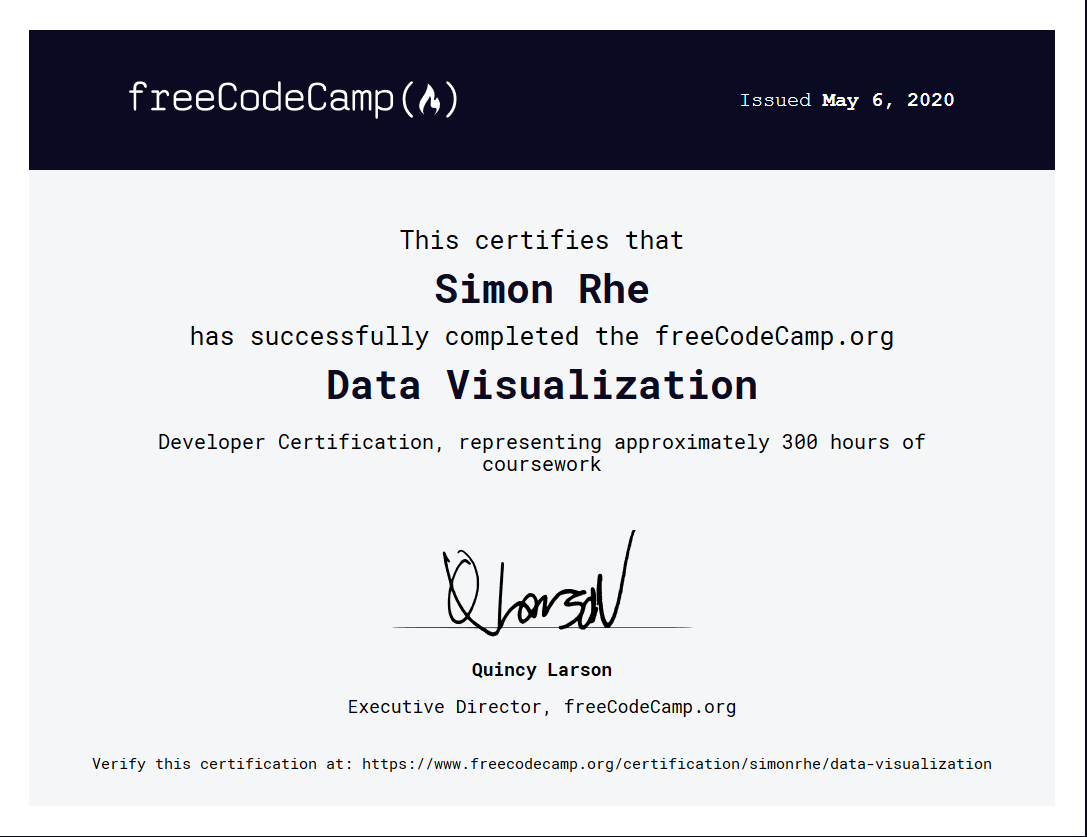 freeCodeCamp
Issued May 6, 2020
This certifies that
Simon Rhe
has successfully completed the freeCodeCamp.org
Data Visualization
Developer Certification, representing approximately 300 hours of
coursework
Q Larson
Quincy Larson
Executive Director, freeCodeCamp.org
Verify this certification at: https://www.freecodecamp.org/certification/simonrhe/data-visualization